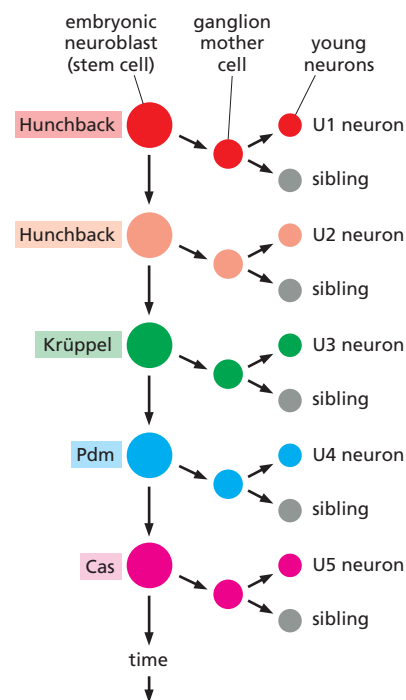 embryonic
neuroblast
(stem cell)
ganglion
mother
cell
young
neurons
Hunchback
U1 neuron
sibling
Hunchback
U2 neuron
sibling
Krüppel
U3 neuron
sibling
Pdm
U4 neuron
sibling
Cas
U5 neuron
sibling
time